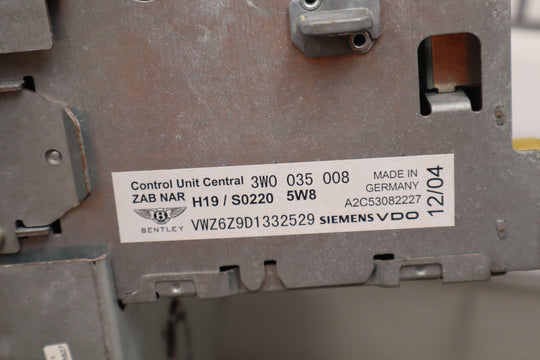 Control Unit Central 3W0 035 008 MADE IN
ZAB NAR H19 / S0220 5W8 GERMANY
A2C53082227
BENTLEY VWZ6Z9D1332529 SIEMENS VDO
12/04